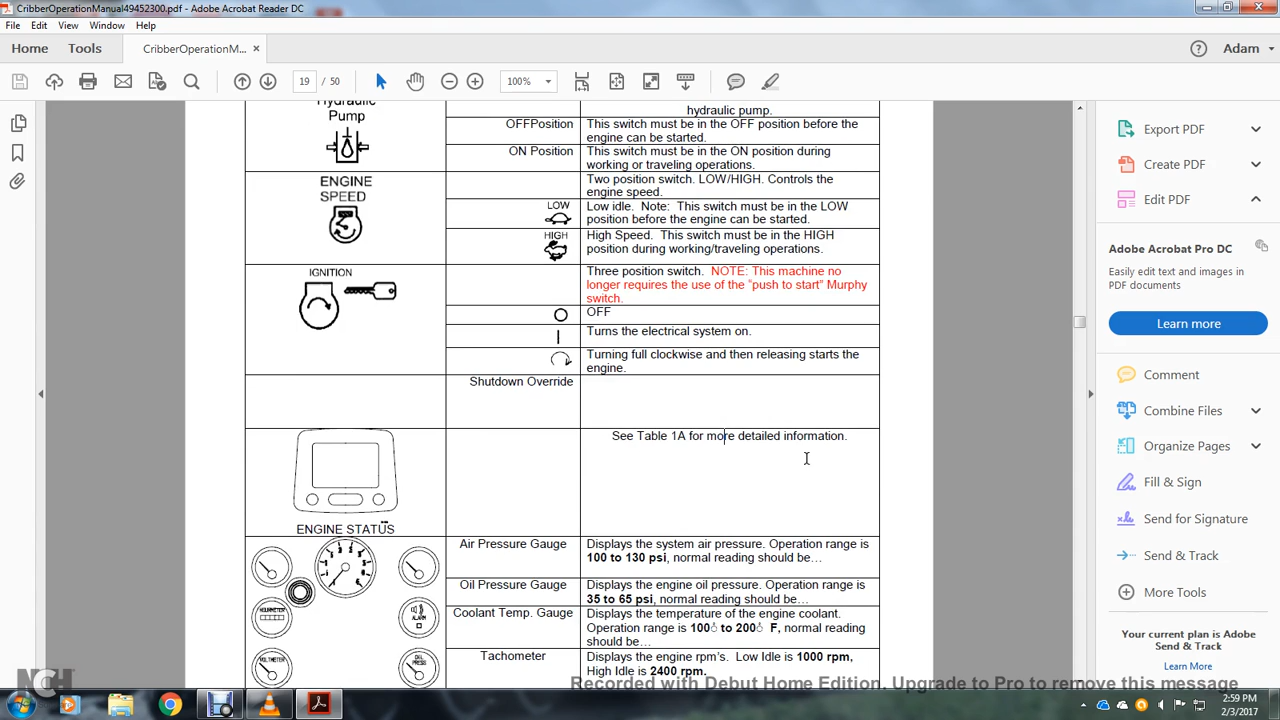 CribberOperationManual49452300.pdf - Adobe Acrobat Reader DC
File Edit View Window Help
Home Tools CribberOperationM... × Adam
19 / 50 100%
Hydraulic
Pump
hydraulic pump.
OFFPosition
This switch must be in the OFF position before the
engine can be started.
ON Position
This switch must be in the ON position during
working or traveling operations.
ENGINE
SPEED
Two position switch. LOW/HIGH. Controls the
engine speed.
LOW
Low idle. Note: This switch must be in the LOW
position before the engine can be started.
HIGH
High Speed. This switch must be in the HIGH
position during working/traveling operations.
IGNITION
Three position switch. NOTE: This machine no
longer requires the use of the "push to start" Murphy
switch.
OFF
Turns the electrical system on.
Turning full clockwise and then releasing starts the
engine.
Shutdown Override
See Table 1A for more detailed information.
ENGINE STATUS
Air Pressure Gauge
Displays the system air pressure. Operation range is
100 to 130 psi, normal reading should be…
Oil Pressure Gauge
Displays the engine oil pressure. Operation range is
35 to 65 psi, normal reading should be…
Coolant Temp. Gauge
Displays the temperature of the engine coolant.
Operation range is 100° to 200° F, normal reading
should be…
Tachometer
Displays the engine rpm's. Low Idle is 1000 rpm,
High Idle is 2400 rpm.
HOURMETER
ALARM
VOLTMETER
OIL
PRESS
Export PDF
Create PDF
Edit PDF
Adobe Acrobat Pro DC
Easily edit text and images in
PDF documents
Learn more
Comment
Combine Files
Organize Pages
Fill & Sign
Send for Signature
Send & Track
More Tools
Your current plan is Adobe
Send & Track
Learn More
NCH
Recorded with Debut Home Edition. Upgrade to Pro to remove this message
2:59 PM
2/3/2017